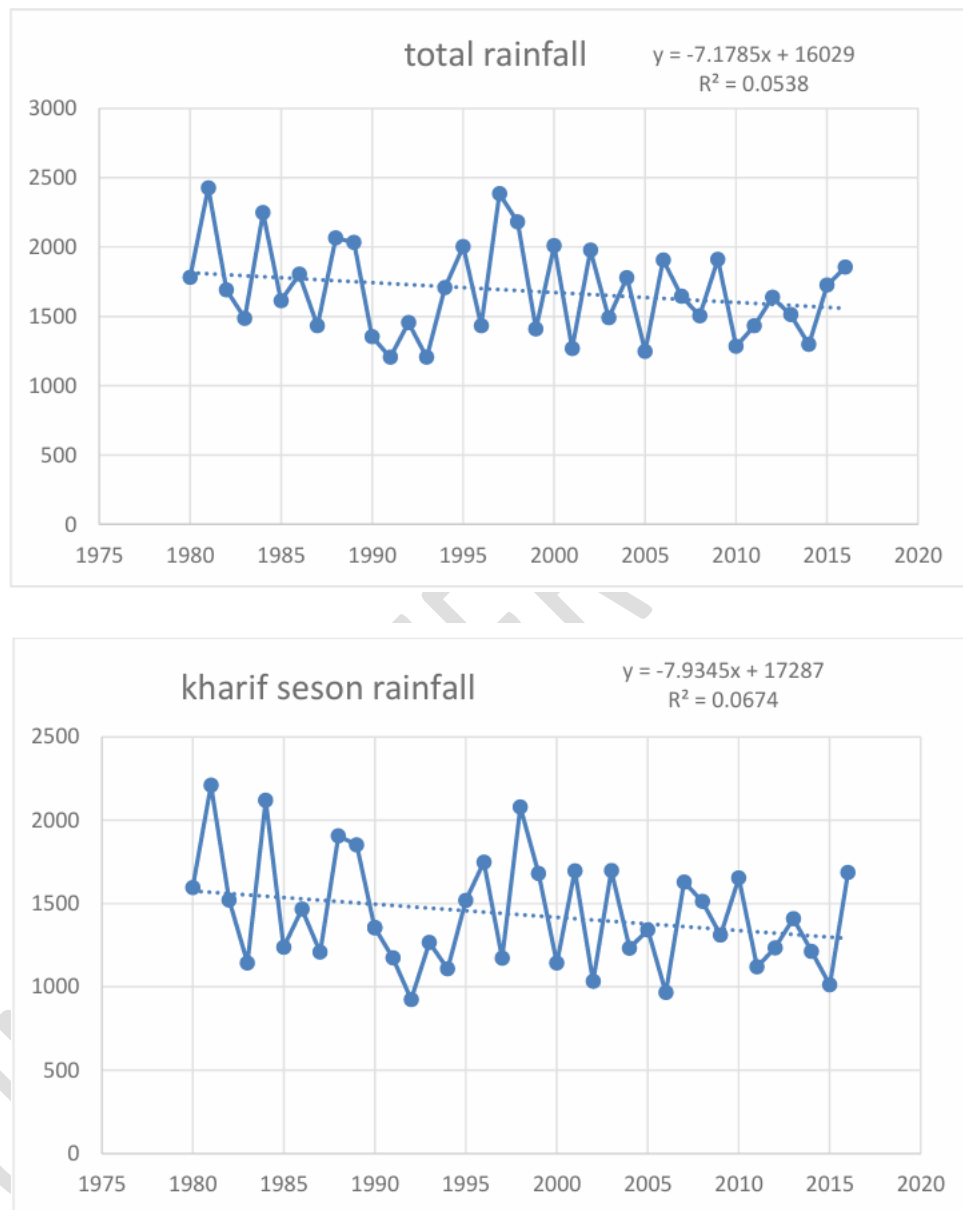 total rainfall
y = -7.1785x + 16029
R² = 0.0538
3000
2500
2000
1500
1000
500
0
1975 1980 1985 1990 1995 2000 2005 2010 2015 2020
kharif seson rainfall
y = -7.9345x + 17287
R² = 0.0674
2500
2000
1500
1000
500
0
1975 1980 1985 1990 1995 2000 2005 2010 2015 2020